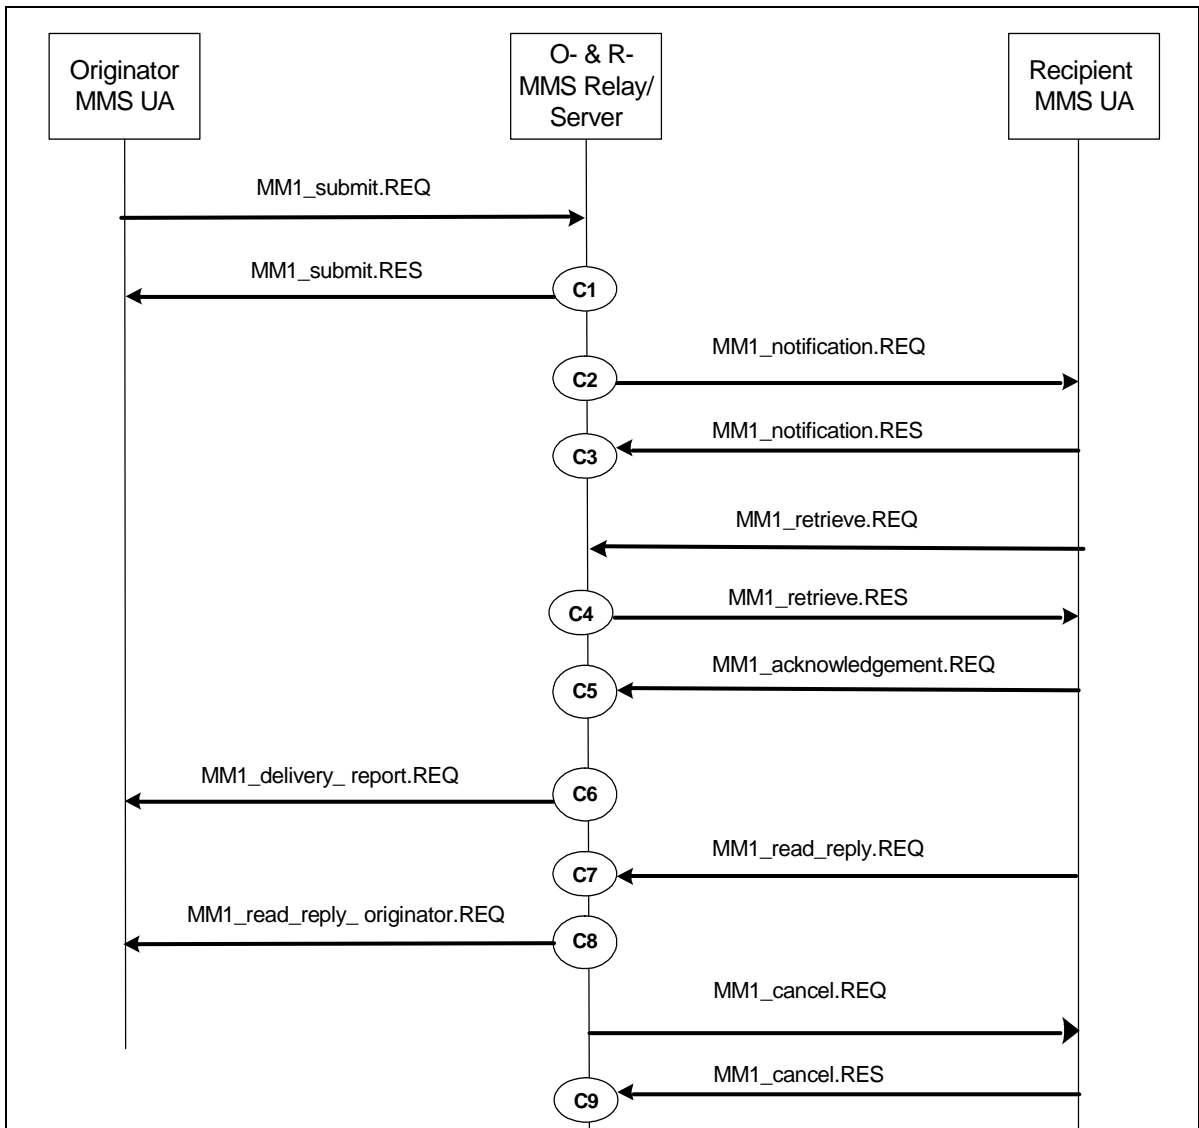 Originator
MMS UA
O- & R-
MMS Relay/
Server
Recipient
MMS UA
MM1_submit.REQ
MM1_submit.RES
C1
MM1_notification.REQ
C2
MM1_notification.RES
C3
MM1_retrieve.REQ
MM1_retrieve.RES
C4
MM1_acknowledgement.REQ
C5
MM1_delivery_ report.REQ
C6
MM1_read_reply.REQ
C7
MM1_read_reply_ originator.REQ
C8
MM1_cancel.REQ
MM1_cancel.RES
C9